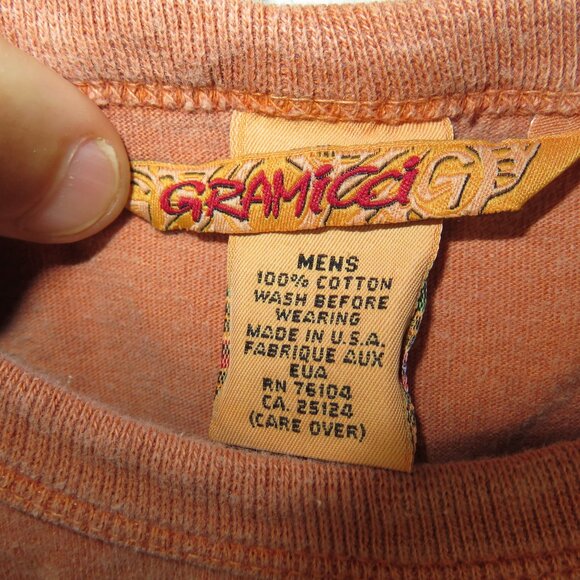 GRAMiCCi G
MENS
100% COTTON
WASH BEFORE
WEARING
MADE IN U.S.A.
FABRIQUE AUX
EUA
RN 76104
CA. 25124
(CARE OVER)